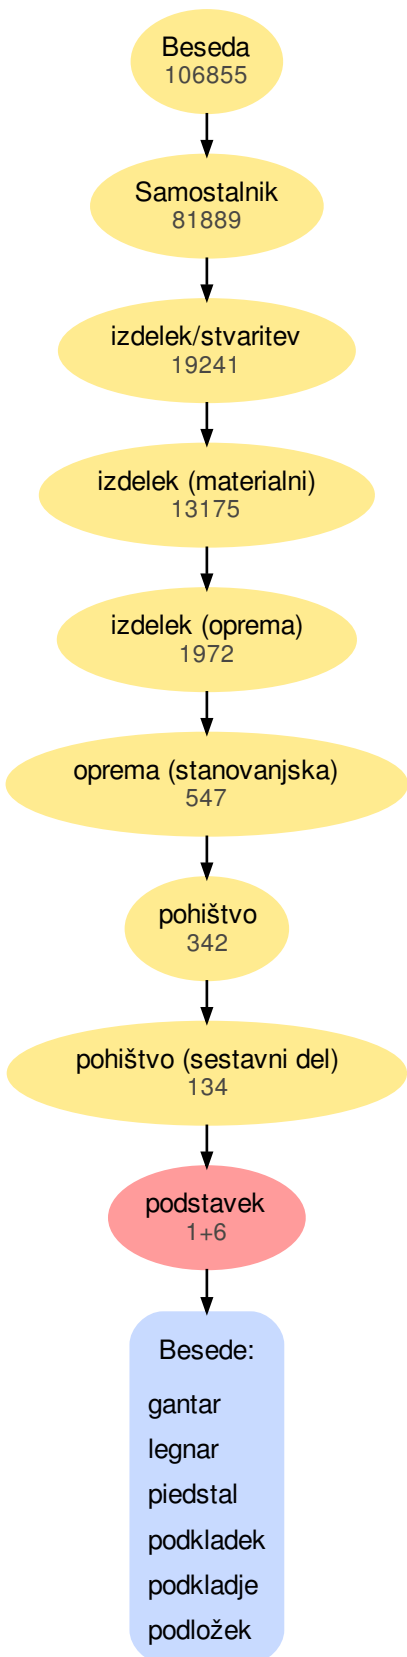 Beseda
106855
Samostalnik
81889
izdelek/stvaritev
19241
izdelek (materialni)
13175
izdelek (oprema)
1972
oprema (stanovanjska)
547
pohištvo
342
pohištvo (sestavni del)
134
podstavek
1+6
Besede:
gantar
legnar
piedstal
podkladek
podkladje
podložek